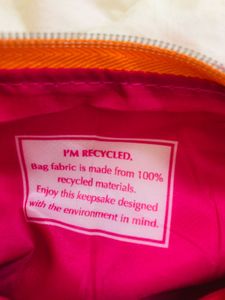 I'M RECYCLED.
Bag fabric is made from 100%
recycled materials.
Enjoy this keepsake designed
with the environment in mind.